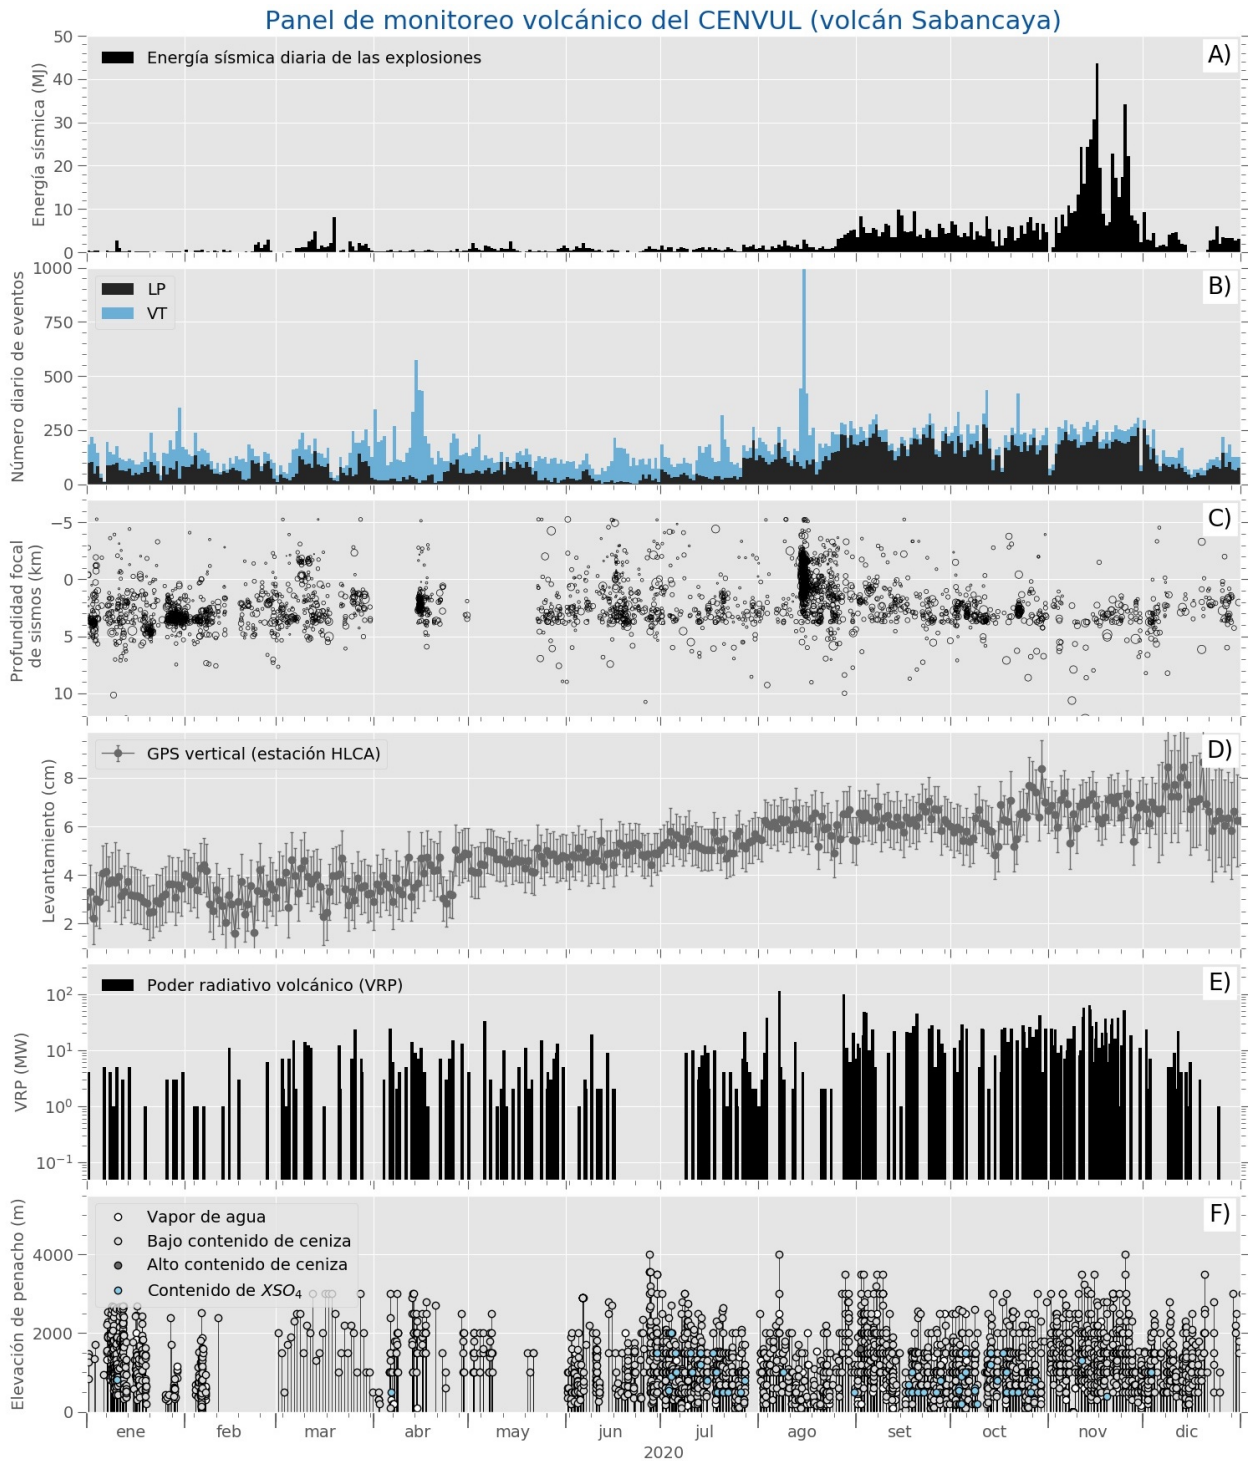 Panel de monitoreo volcánico del CENVUL (volcán Sabancaya)
A)
Energía sísmica diaria de las explosiones
Energía sísmica (MJ)
50
40
30
20
10
0
B)
LP
VT
Número diario de eventos
1000
750
500
250
0
C)
Profundidad focal
de sismos (km)
−5
0
5
10
D)
GPS vertical (estación HLCA)
Levantamiento (cm)
8
6
4
2
E)
Poder radiativo volcánico (VRP)
VRP (MW)
10²
10¹
10⁰
10⁻¹
F)
Vapor de agua
Bajo contenido de ceniza
Alto contenido de ceniza
Contenido de XSO₄
Elevación de penacho (m)
4000
2000
0
ene feb mar abr may jun jul ago set oct nov dic
2020